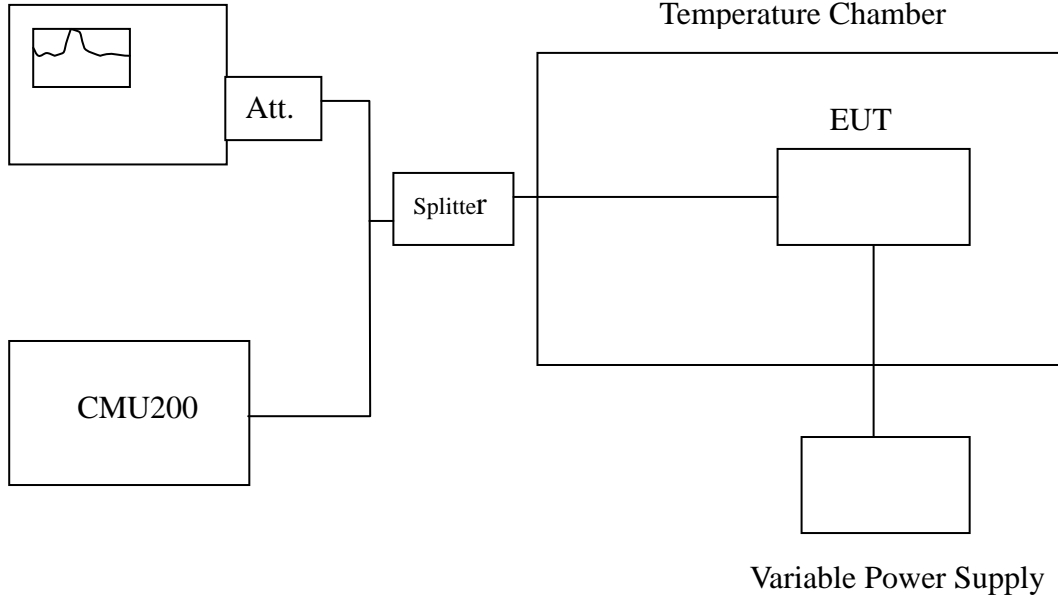 Temperature Chamber
Att.
EUT
Splitter
CMU200
Variable Power Supply